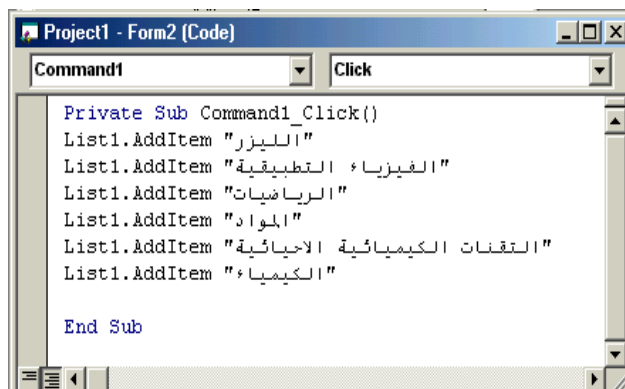 Project1 - Form2 (Code)
Command1 Click
Private Sub Command1_Click()
List1.AddItem "الليزر"
List1.AddItem "الفيزياء التطبيقية"
List1.AddItem "الرياضيات"
List1.AddItem "المواد"
List1.AddItem "التقنات الكيميائية الاحيائية"
List1.AddItem "الكيمياء"
End Sub